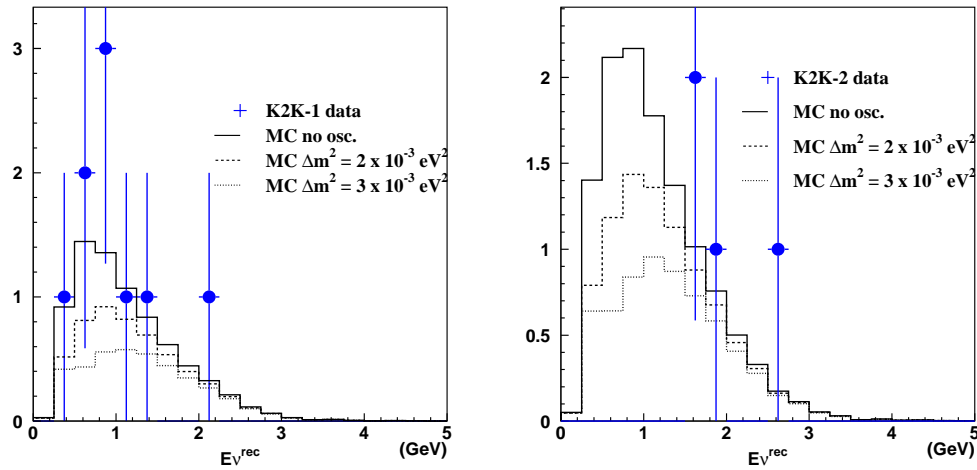 3
2
1
0
K2K-1 data
MC no osc.
MC Δm² = 2 x 10⁻³ eV²
MC Δm² = 3 x 10⁻³ eV²
0 1 2 3 4 5
Eν^rec (GeV)
2
1.5
1
0.5
0
K2K-2 data
MC no osc.
MC Δm² = 2 x 10⁻³ eV²
MC Δm² = 3 x 10⁻³ eV²
0 1 2 3 4 5
Eν^rec (GeV)